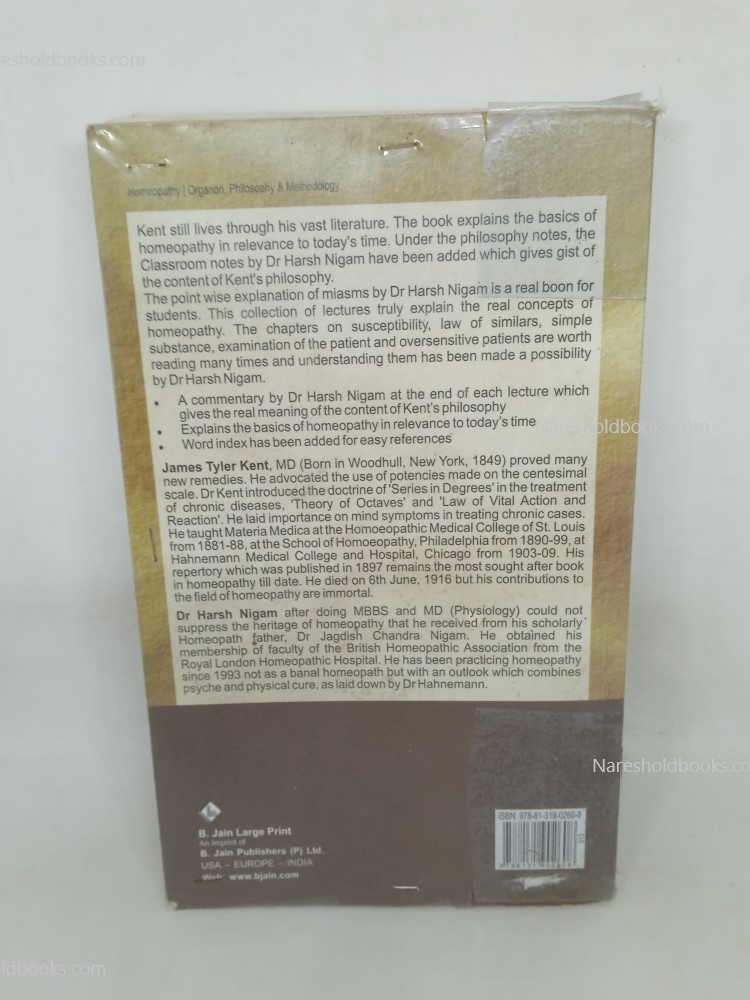 resholdbooks.com
Homeopathy | Organon, Philosophy & Methodology
Kent still lives through his vast literature. The book explains the basics of
homeopathy in relevance to today's time. Under the philosophy notes, the
Classroom notes by Dr Harsh Nigam have been added which gives gist of
the content of Kent's philosophy.
The point wise explanation of miasms by Dr Harsh Nigam is a real boon for
students. This collection of lectures truly explain the real concepts of
homeopathy. The chapters on susceptibility, law of similars, simple
substance, examination of the patient and oversensitive patients are worth
reading many times and understanding them has been made a possibility
by Dr Harsh Nigam.
• A commentary by Dr Harsh Nigam at the end of each lecture which
gives the real meaning of the content of Kent's philosophy
• Explains the basics of homeopathy in relevance to today's time
• Word index has been added for easy references
Naresholdbooks.com
James Tyler Kent, MD (Born in Woodhull, New York, 1849) proved many
new remedies. He advocated the use of potencies made on the centesimal
scale. Dr Kent introduced the doctrine of 'Series in Degrees' in the treatment
of chronic diseases, 'Theory of Octaves' and 'Law of Vital Action and
Reaction'. He laid importance on mind symptoms in treating chronic cases.
He taught Materia Medica at the Homoeopathic Medical College of St. Louis
from 1881-88, at the School of Homoeopathy, Philadelphia from 1890-99, at
Hahnemann Medical College and Hospital, Chicago from 1903-09. His
repertory which was published in 1897 remains the most sought after book
in homeopathy till date. He died on 6th June, 1916 but his contributions to
the field of homeopathy are immortal.
Dr Harsh Nigam after doing MBBS and MD (Physiology) could not
suppress the heritage of homeopathy that he received from his scholarly
Homeopath father, Dr Jagdish Chandra Nigam. He obtained his
membership of faculty of the British Homeopathic Association from the
Royal London Homeopathic Hospital. He has been practicing homeopathy
since 1993 not as a banal homeopath but with an outlook which combines
psyche and physical cure, as laid down by Dr Hahnemann.
Naresholdbooks.co
ISBN: 978-81-319-0260-8
B. Jain Large Print
An Imprint of
B. Jain Publishers (P) Ltd.
USA – EUROPE – INDIA
Web: www.bjain.com
oldbooks.com